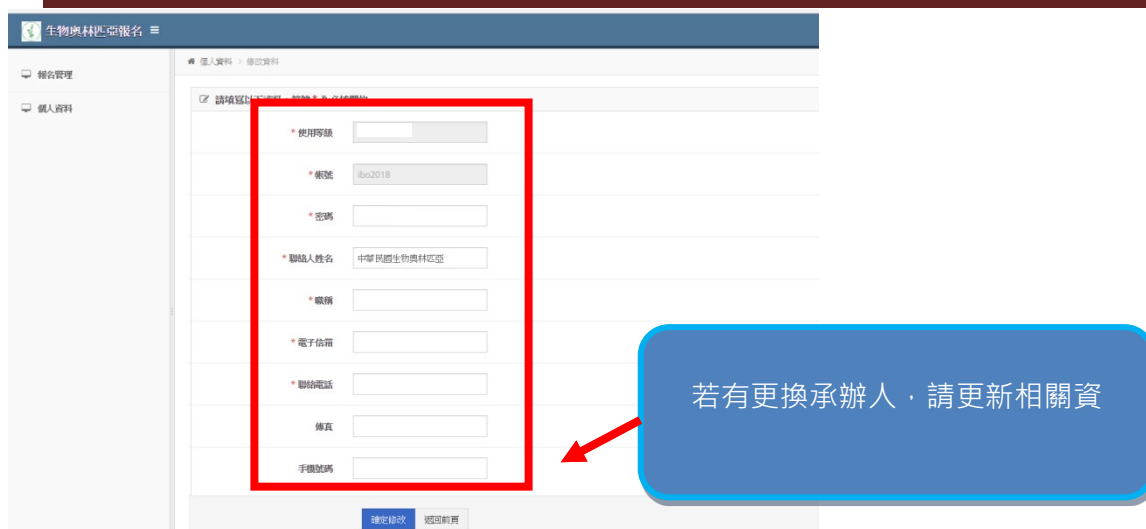 生物奧林匹亞報名
個人資料 > 修改資料
報名管理
個人資料
請填寫以下資料
* 使用等級
* 帳號 ibo2018
* 密碼
* 聯絡人姓名 中華民國生物奧林匹亞
* 職稱
* 電子信箱
* 聯絡電話
傳真
手機號碼
若有更換承辦人，請更新相關資
確定修改 返回前頁